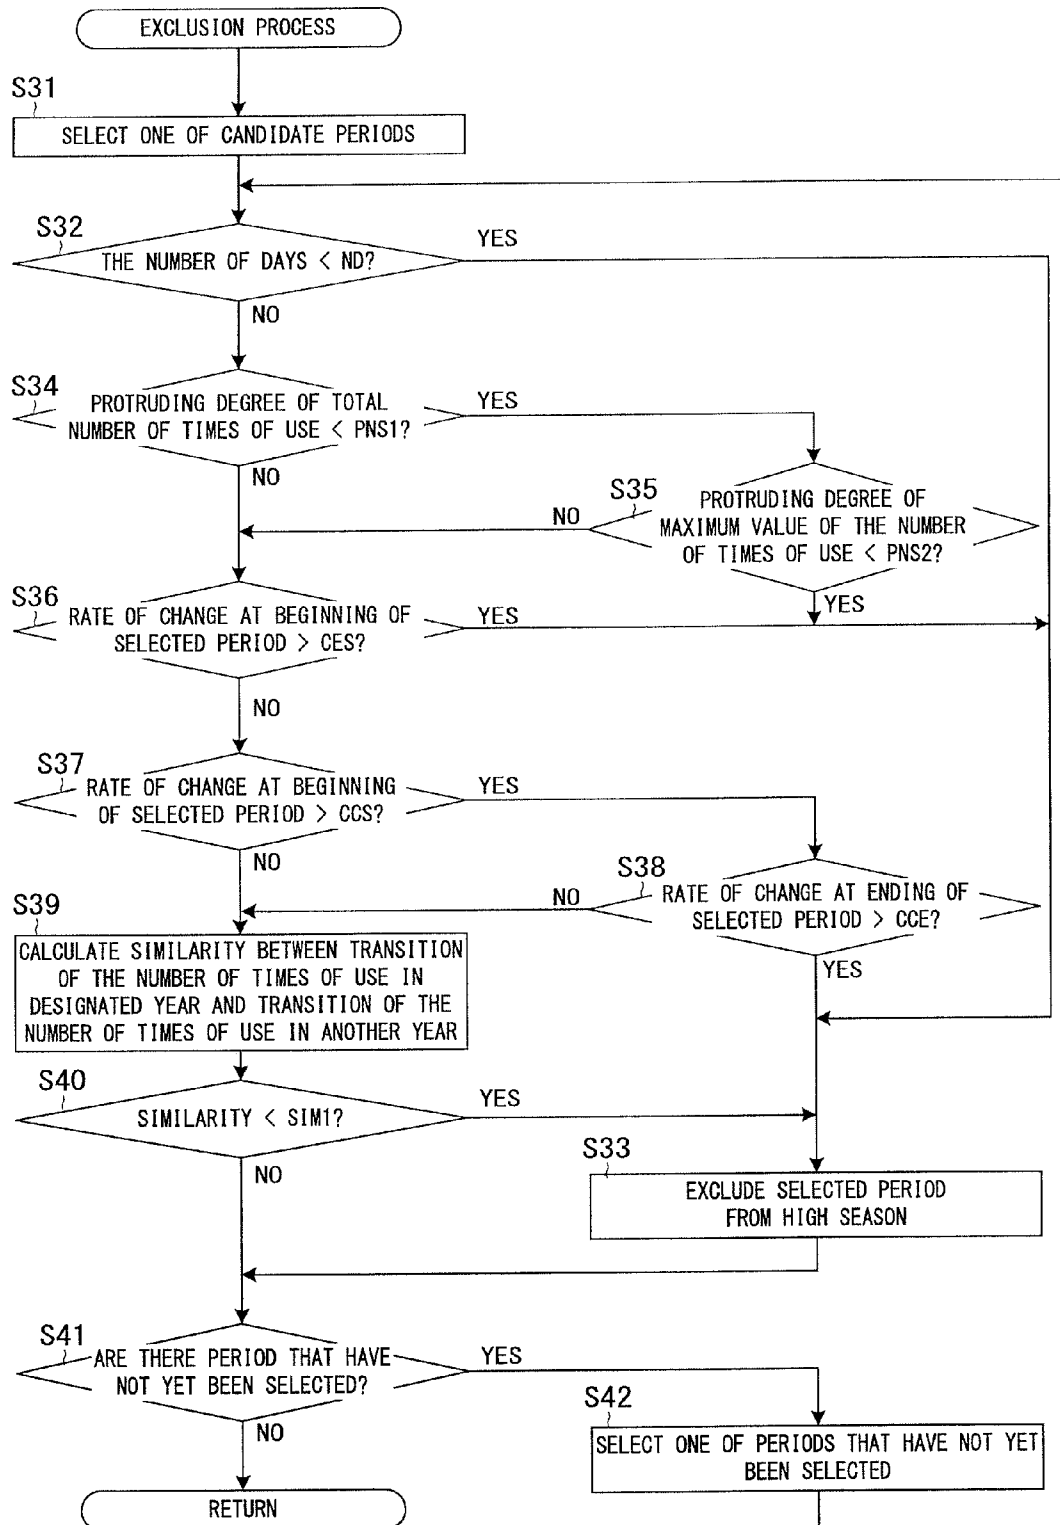 EXCLUSION PROCESS
S31
SELECT ONE OF CANDIDATE PERIODS
S32
THE NUMBER OF DAYS < ND?
YES
NO
S34
PROTRUDING DEGREE OF TOTAL
NUMBER OF TIMES OF USE < PNS1?
YES
NO
S35
PROTRUDING DEGREE OF
MAXIMUM VALUE OF THE NUMBER
OF TIMES OF USE < PNS2?
NO
YES
S36
RATE OF CHANGE AT BEGINNING OF
SELECTED PERIOD > CES?
YES
NO
S37
RATE OF CHANGE AT BEGINNING
OF SELECTED PERIOD > CCS?
YES
NO
S38
RATE OF CHANGE AT ENDING OF
SELECTED PERIOD > CCE?
NO
YES
S39
CALCULATE SIMILARITY BETWEEN TRANSITION
OF THE NUMBER OF TIMES OF USE IN
DESIGNATED YEAR AND TRANSITION OF THE
NUMBER OF TIMES OF USE IN ANOTHER YEAR
S40
SIMILARITY < SIM1?
YES
NO
S33
EXCLUDE SELECTED PERIOD
FROM HIGH SEASON
S41
ARE THERE PERIOD THAT HAVE
NOT YET BEEN SELECTED?
YES
NO
S42
SELECT ONE OF PERIODS THAT HAVE NOT YET
BEEN SELECTED
RETURN